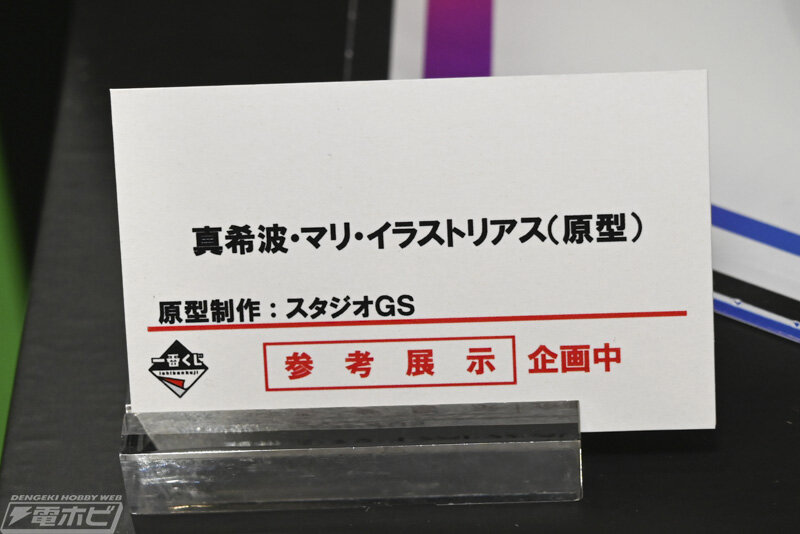 真希波・マリ・イラストリアス（原型）
原型制作：スタジオGS
一番くじ
ichibankuji
参考展示 企画中
DENGEKI HOBBY WEB
電ホビ